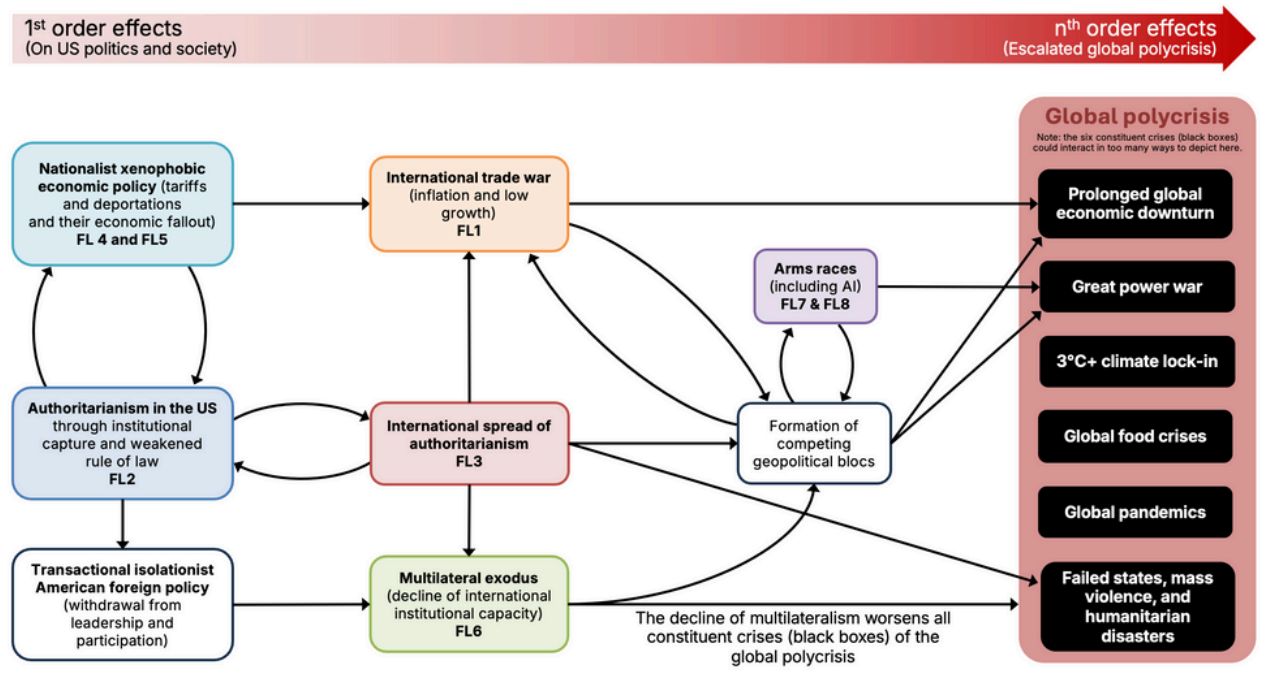 1st order effects
(On US politics and society)
nth order effects
(Escalated global polycrisis)
Global polycrisis
Note: the six constituent crises (black boxes)
could interact in too many ways to depict here.
Nationalist xenophobic
economic policy (tariffs
and deportations
and their economic fallout)
FL 4 and FL5
International trade war
(inflation and low
growth)
FL1
Prolonged global
economic downturn
Arms races
(including AI)
FL7 & FL8
Great power war
3°C+ climate lock-in
Authoritarianism in the US
through institutional
capture and weakened
rule of law
FL2
International spread of
authoritarianism
FL3
Formation of
competing
geopolitical blocs
Global food crises
Global pandemics
Transactional isolationist
American foreign policy
(withdrawal from
leadership and
participation)
Multilateral exodus
(decline of international
institutional capacity)
FL6
The decline of multilateralism worsens all
constituent crises (black boxes) of the
global polycrisis
Failed states, mass
violence, and
humanitarian
disasters